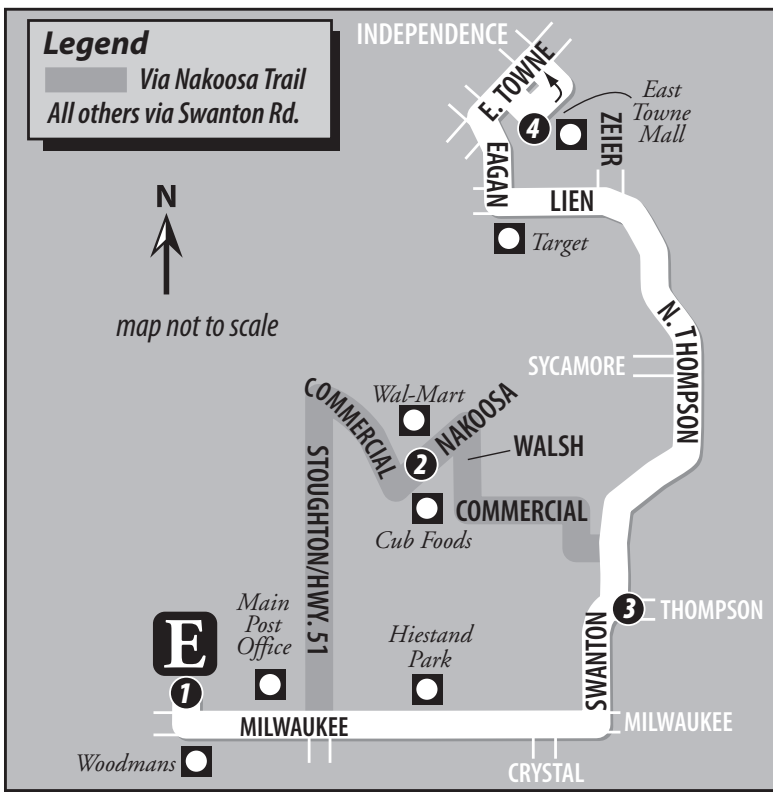 Legend
Via Nakoosa Trail
All others via Swanton Rd.
INDEPENDENCE
E. TOWNE
4
East
Towne
Mall
ZEIER
EAGAN
LIEN
Target
N
map not to scale
N. THOMPSON
SYCAMORE
COMMERCIAL
Wal-Mart
NAKOOSA
2
WALSH
STOUGHTON/HWY. 51
COMMERCIAL
Cub Foods
Main
Post
Office
E
1
Hiestand
Park
3
THOMPSON
SWANTON
MILWAUKEE
MILWAUKEE
Woodmans
CRYSTAL